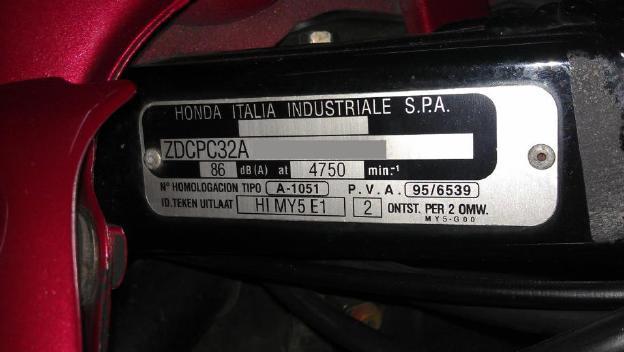 HONDA ITALIA INDUSTRIALE S.P.A.
ZDCPC32A
86 dB(A) at 4750 min.⁻¹
Nº HOMOLOGACION TIPO A-1051 P.V.A. 95/6539
ID.TEKEN UITLAAT HI MY5 E1 2 ONTST. PER 2 OMW.
MY5-G00